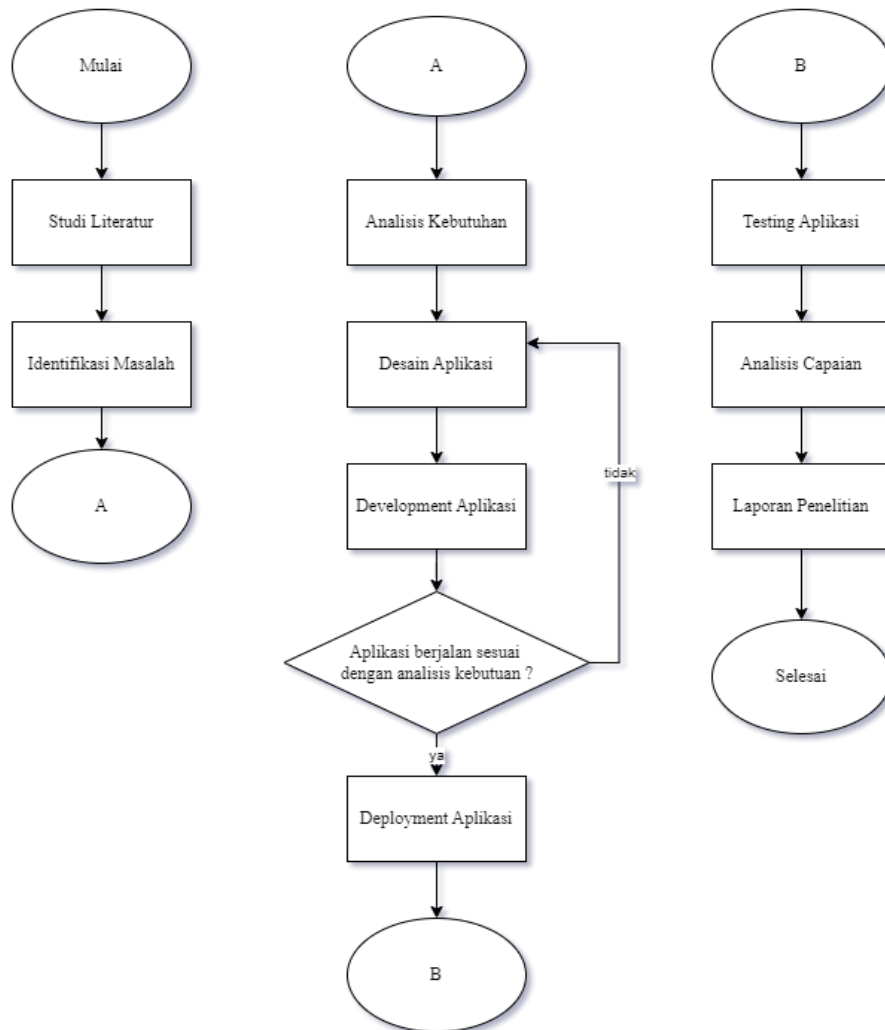 Mulai
Studi Literatur
Identifikasi Masalah
A
A
Analisis Kebutuhan
Desain Aplikasi
Development Aplikasi
Aplikasi berjalan sesuai
dengan analisis kebutuan ?
tidak
ya
Deployment Aplikasi
B
B
Testing Aplikasi
Analisis Capaian
Laporan Penelitian
Selesai